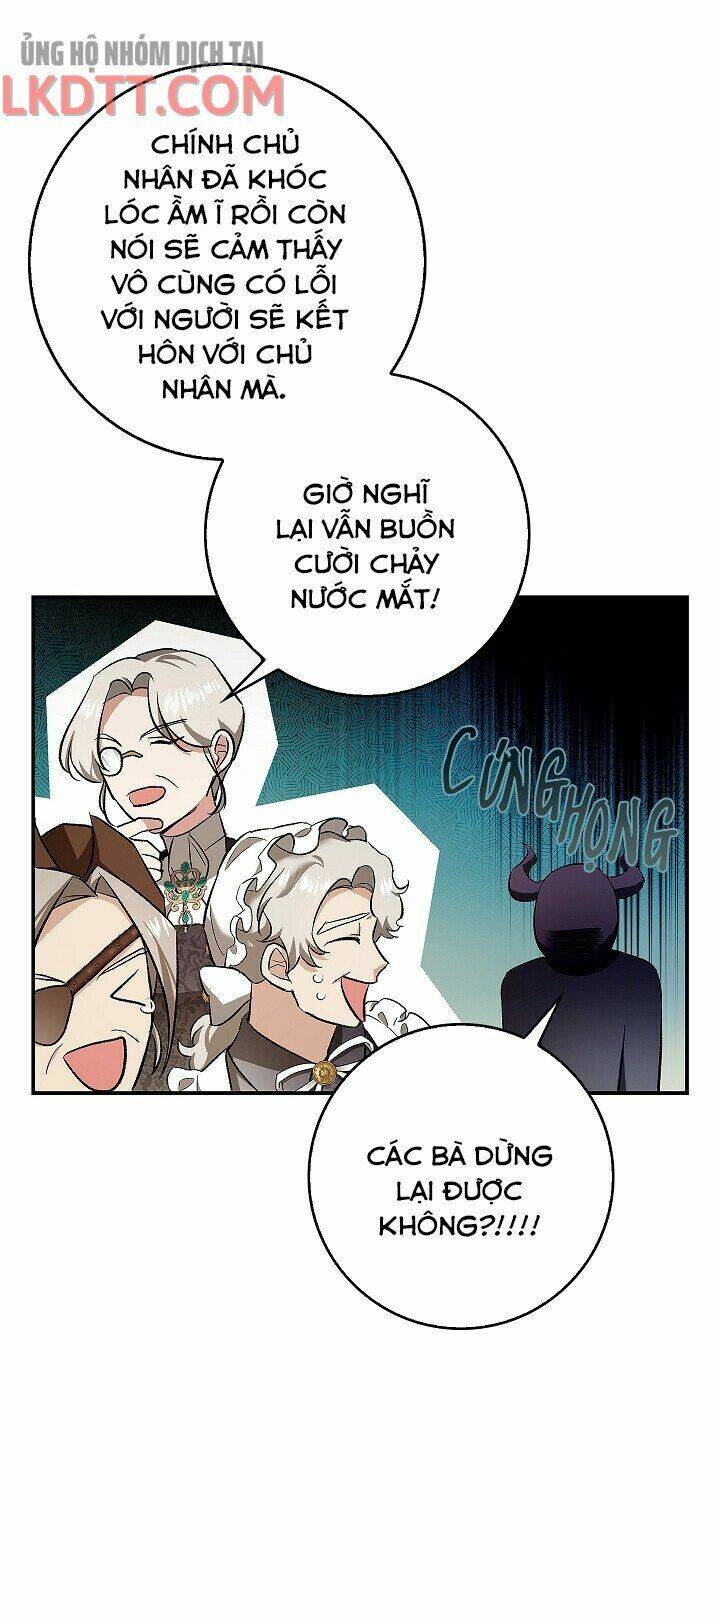 ỦNG HỘ NHÓM DỊCH TẠI
LKDTT.COM
CHÍNH CHỦ
NHÂN ĐÃ KHÓC
LÓC ẦM Ĩ RỒI CÒN
NÓI SẼ CẢM THẤY
VÔ CÙNG CÓ LỖI
VỚI NGƯỜI SẼ KẾT
HÔN VỚI CHỦ
NHÂN MÀ.
GIỜ NGHĨ
LẠI VẪN BUỒN
CƯỜI CHẢY
NƯỚC MẮT!
CỨNG HỌNG
CÁC BÀ DỪNG
LẠI ĐƯỢC
KHÔNG?!!!!